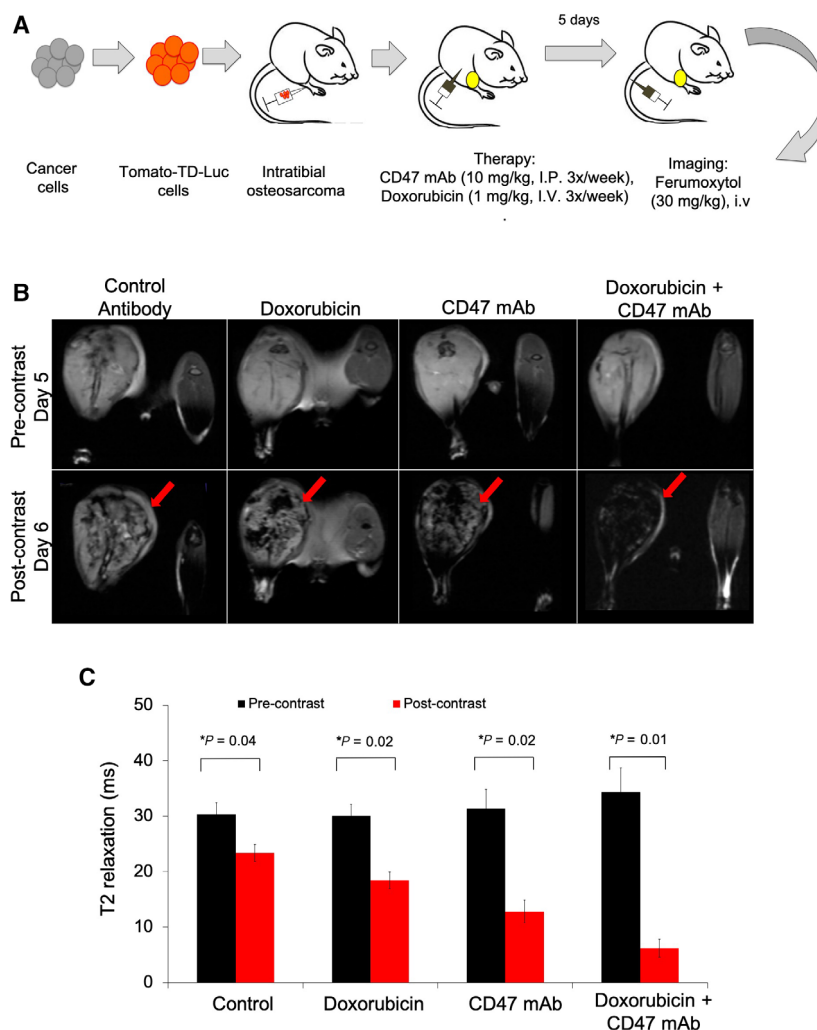 A
5 days
Cancer
cells
Tomato-TD-Luc
cells
Intratibial
osteosarcoma
Therapy:
CD47 mAb (10 mg/kg, I.P. 3x/week),
Doxorubicin (1 mg/kg, I.V. 3x/week)
.
Imaging:
Ferumoxytol
(30 mg/kg), i.v
B
Control
Antibody
Doxorubicin
CD47 mAb
Doxorubicin +
CD47 mAb
Pre-contrast
Day 5
Post-contrast
Day 6
C
Pre-contrast
Post-contrast
T2 relaxation (ms)
50
40
30
20
10
0
*P = 0.04
*P = 0.02
*P = 0.02
*P = 0.01
Control
Doxorubicin
CD47 mAb
Doxorubicin +
CD47 mAb